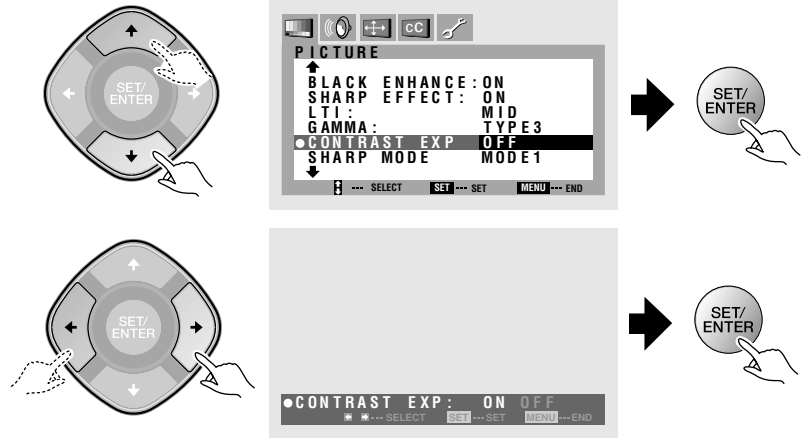 SET/
ENTER
CC
PICTURE
BLACK ENHANCE: ON
SHARP EFFECT: ON
LTI: MID
GAMMA: TYPE3
●CONTRAST EXP OFF
SHARP MODE MODE1
--- SELECT SET --- SET MENU --- END
SET/
ENTER
SET/
ENTER
●CONTRAST EXP: ON OFF
--- SELECT SET --- SET MENU --- END
SET/
ENTER